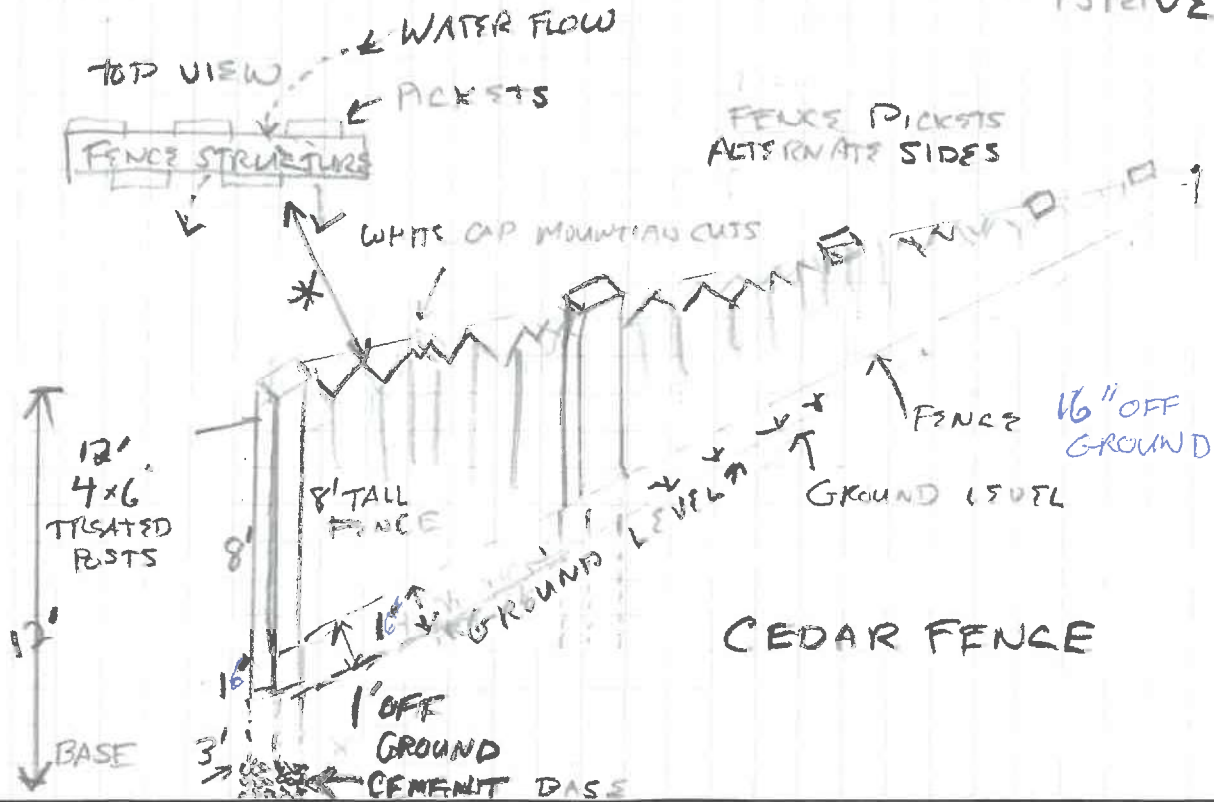 WATER FLOW
TOP VIEW
PICKETS
FENCE STRUCTURE
FENCE PICKETS
ALTERNATE SIDES
WHITE CAP MOUNTIAN CUTS
*
12'
4x6
TREATED
POSTS
8'
8' TALL
FENCE
FENCE
16" OFF
GROUND
GROUND LEVEL
GROUND LEVEL
CEDAR FENCE
16"
16"
12'
1' OFF
GROUND
3'
BASE
CEMENT BASE